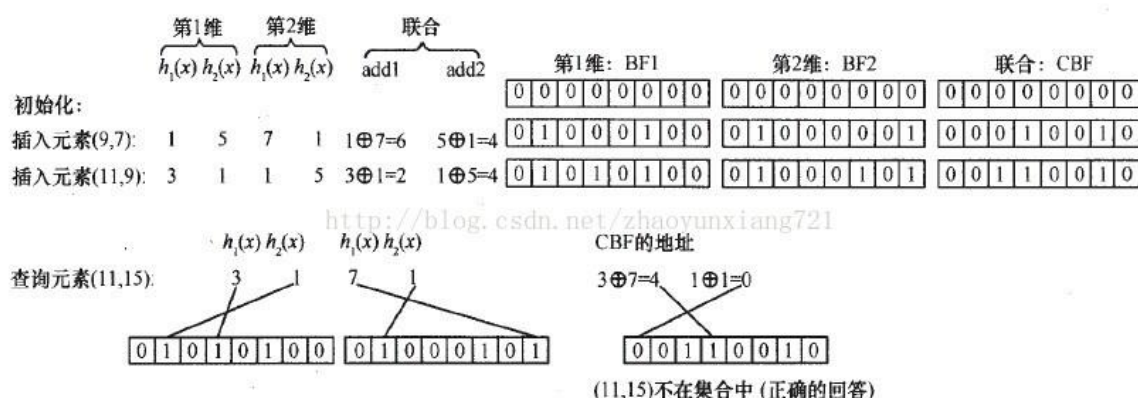 第1维 第2维 联合
h₁(x) h₂(x) h₁(x) h₂(x) add1 add2 第1维: BF1 第2维: BF2 联合: CBF
初始化: 0 0 0 0 0 0 0 0 0 0 0 0 0 0 0 0 0 0 0 0 0 0 0 0
插入元素(9,7): 1 5 7 1 1⊕7=6 5⊕1=4 0 1 0 0 0 1 0 0 0 1 0 0 0 0 0 1 0 0 0 1 0 0 1 0
插入元素(11,9): 3 1 1 5 3⊕1=2 1⊕5=4 0 1 0 1 0 1 0 0 0 1 0 0 0 1 0 1 0 0 1 1 0 0 1 0
http://blog.csdn.net/zhaoyunxiang721
h₁(x) h₂(x) h₁(x) h₂(x) CBF的地址
查询元素(11,15): 3 1 7 1 3⊕7=4 1⊕1=0
0 1 0 1 0 1 0 0 0 1 0 0 0 1 0 1 0 0 1 1 0 0 1 0
(11,15)不在集合中 (正确的回答)